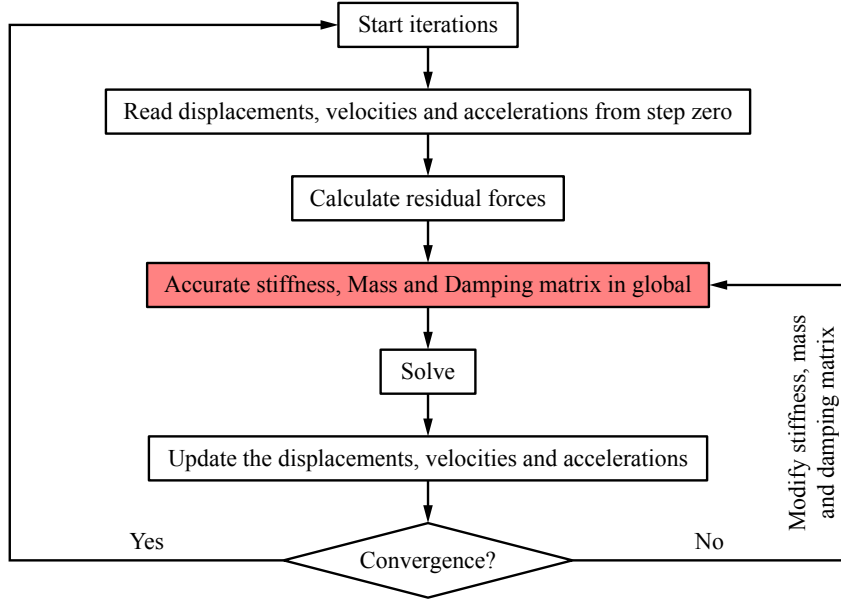 Start iterations
Read displacements, velocities and accelerations from step zero
Calculate residual forces
Accurate stiffness, Mass and Damping matrix in global
Solve
Update the displacements, velocities and accelerations
Modify stiffness, mass
and damping matrix
Yes
Convergence?
No